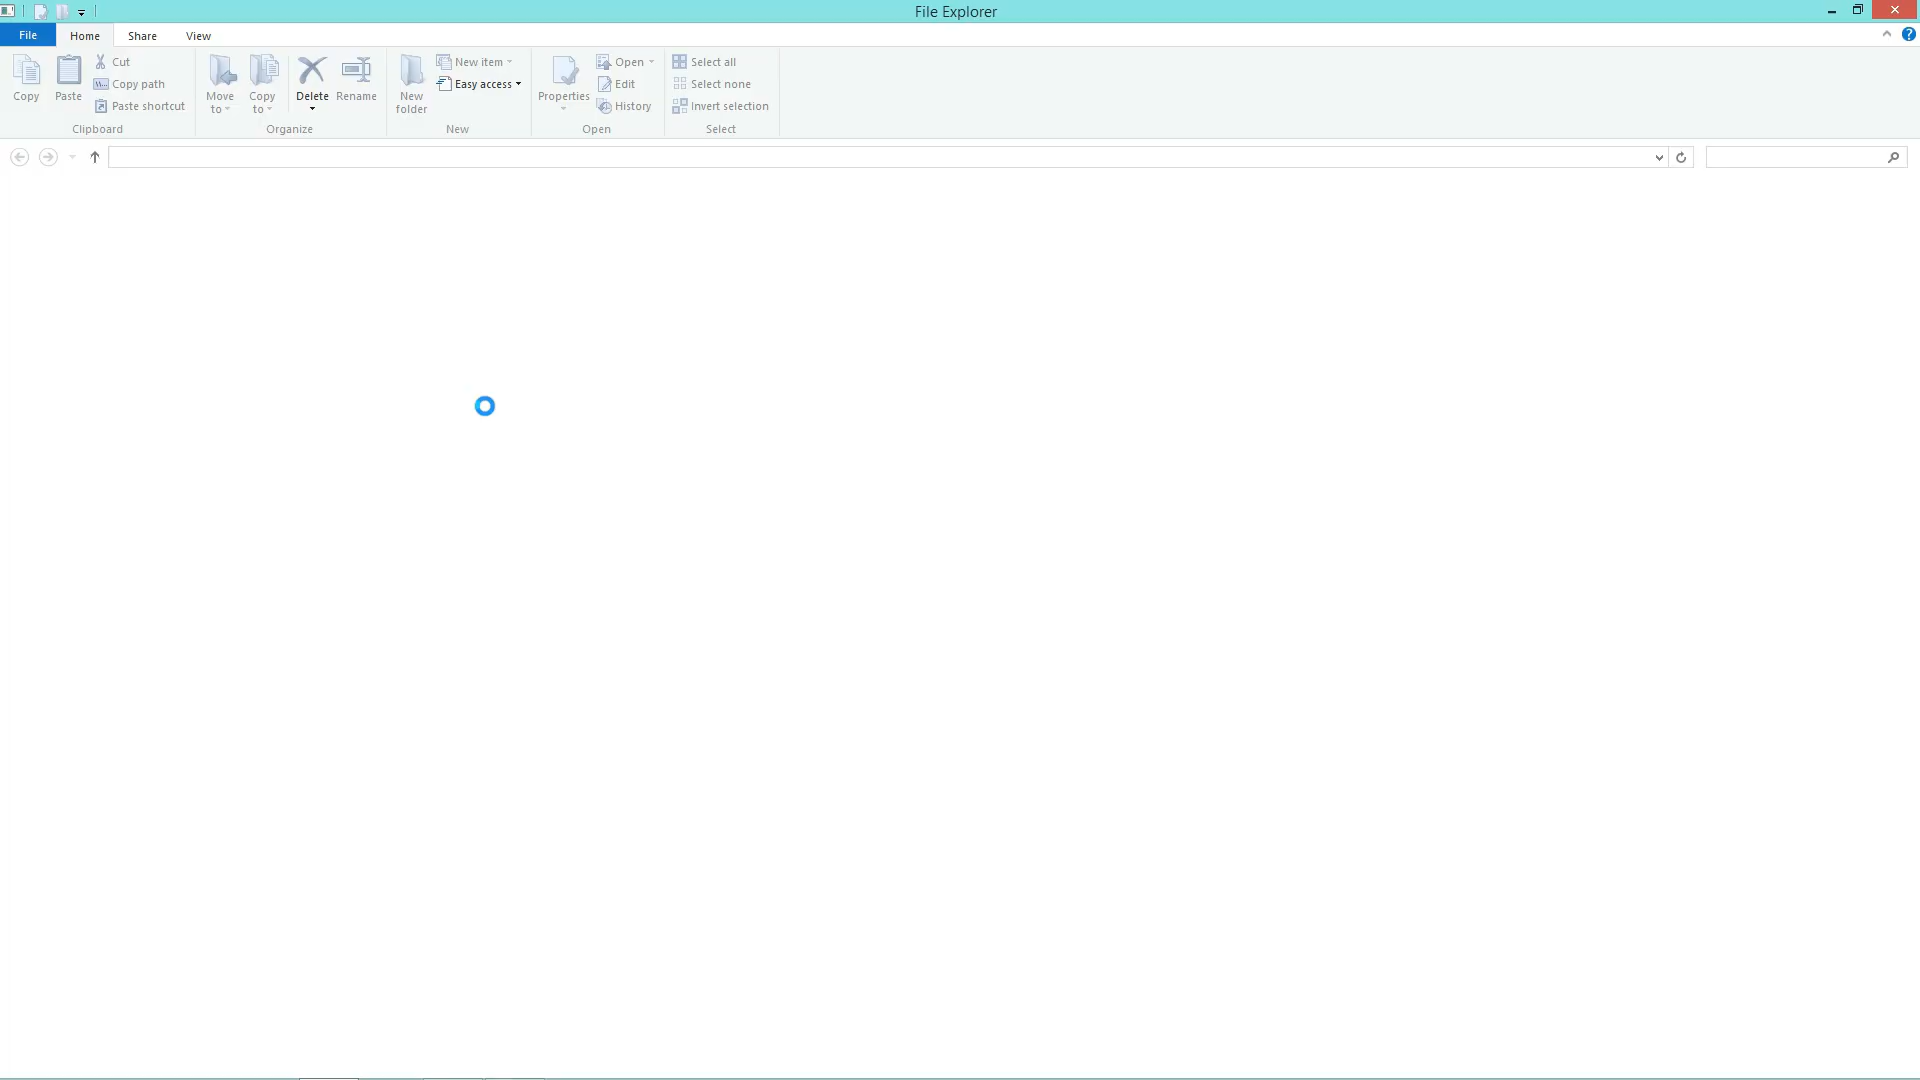 File Explorer
File
Home
Share
View
Copy
Paste
Cut
Copy path
Paste shortcut
Clipboard
Move to
Copy to
Delete
Rename
Organize
New folder
New item
Easy access
New
Properties
Open
Edit
History
Open
Select all
Select none
Invert selection
Select